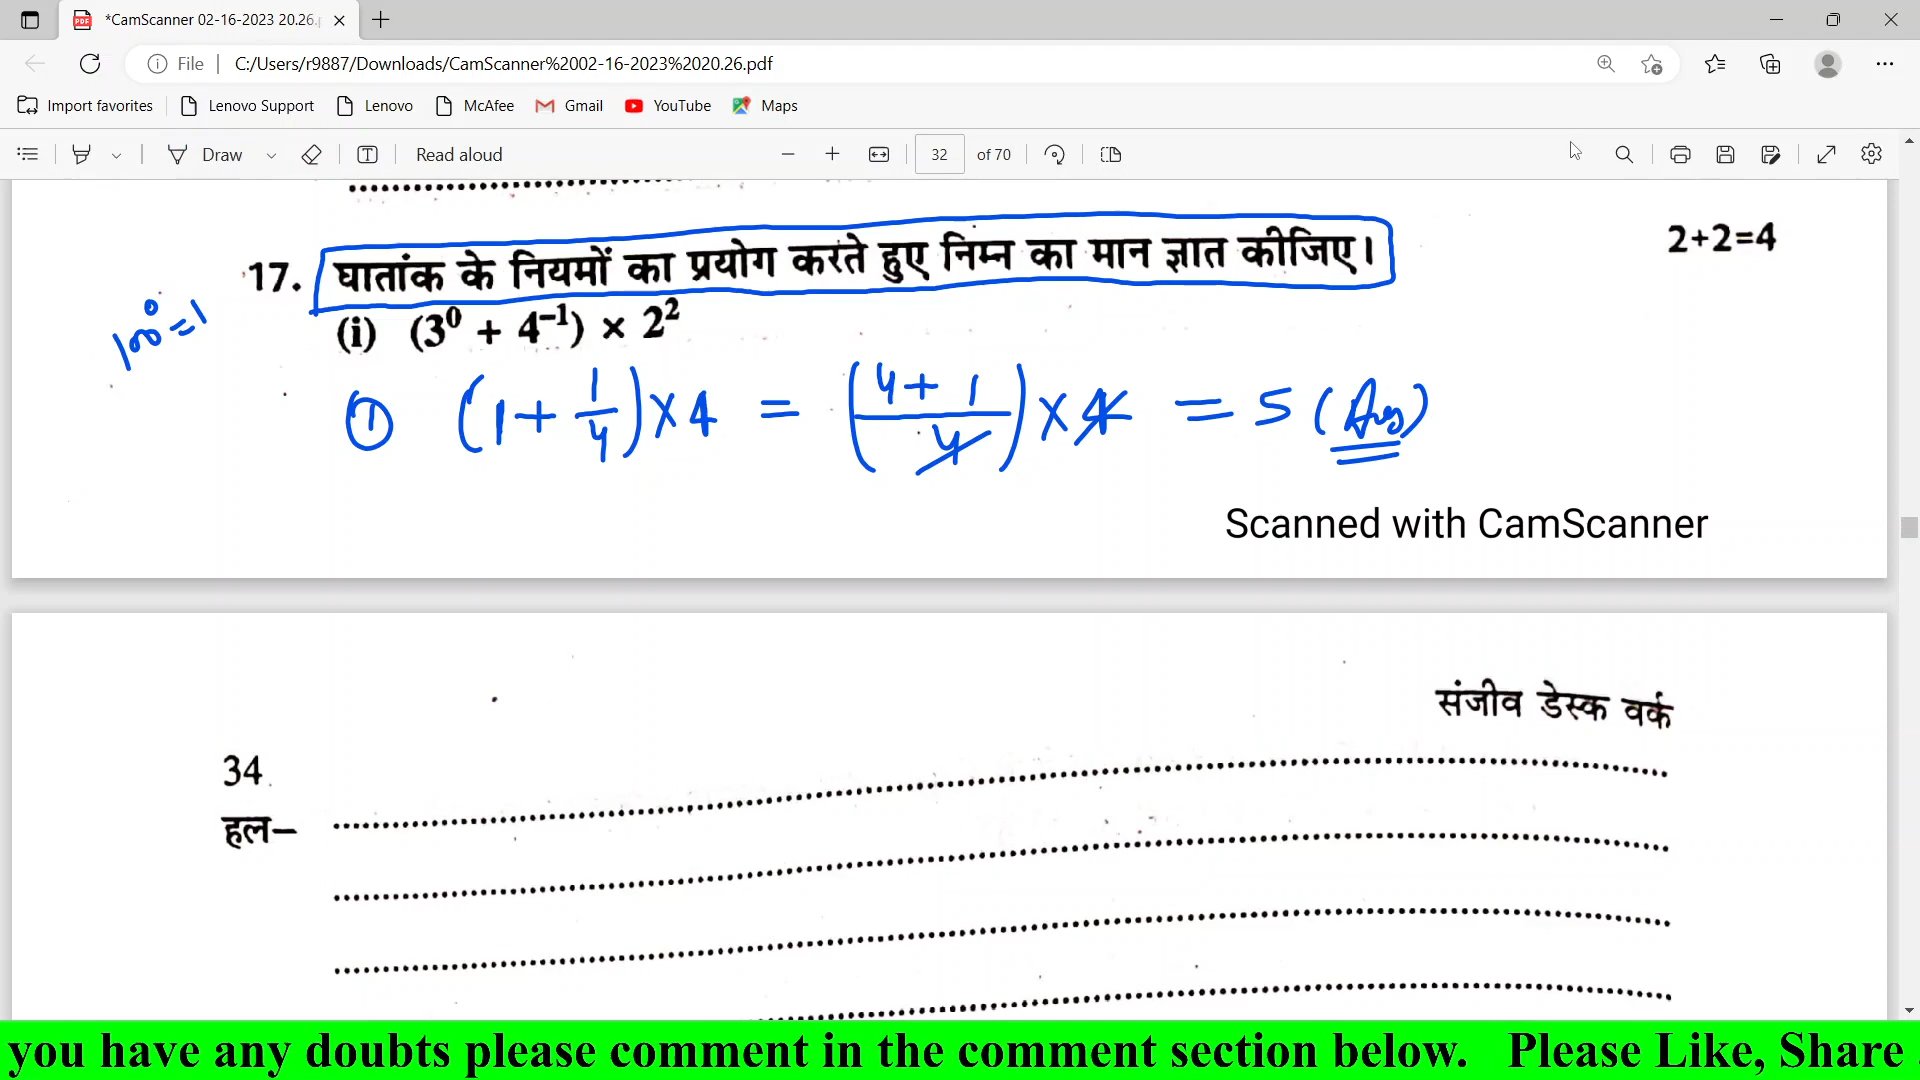 *CamScanner 02-16-2023 20.26.
File | C:/Users/r9887/Downloads/CamScanner%2002-16-2023%2020.26.pdf
Import favorites Lenovo Support Lenovo McAfee Gmail YouTube Maps
Draw Read aloud 32 of 70
17. घातांक के नियमों का प्रयोग करते हुए निम्न का मान ज्ञात कीजिए। 2+2=4
100⁰=1
(i) (3⁰ + 4⁻¹) × 2²
① (1 + 1/4) × 4 = (4+1/4) × 4 = 5 (Ans)
Scanned with CamScanner
संजीव डेस्क वर्क
34
हल–
you have any doubts please comment in the comment section below. Please Like, Share